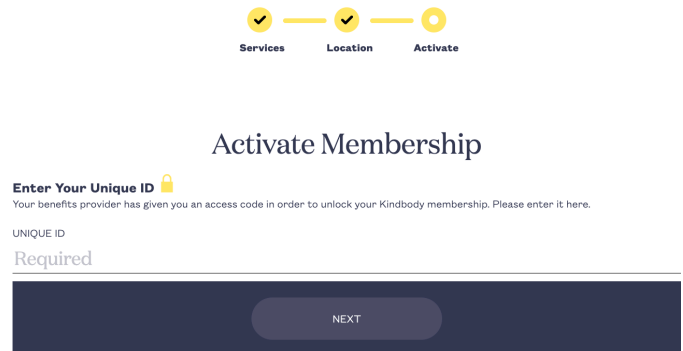 Services Location Activate
Activate Membership
Enter Your Unique ID
Your benefits provider has given you an access code in order to unlock your Kindbody membership. Please enter it here.
UNIQUE ID
Required
NEXT